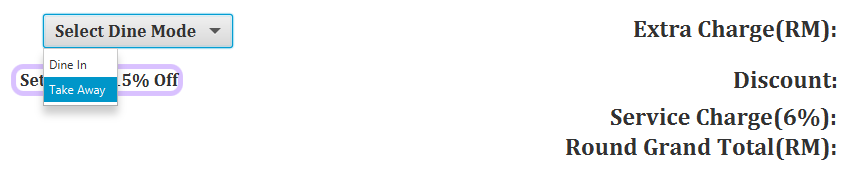 Select Dine Mode
Extra Charge(RM):
Dine In
Set 5% Off
Take Away
Discount:
Service Charge(6%):
Round Grand Total(RM):